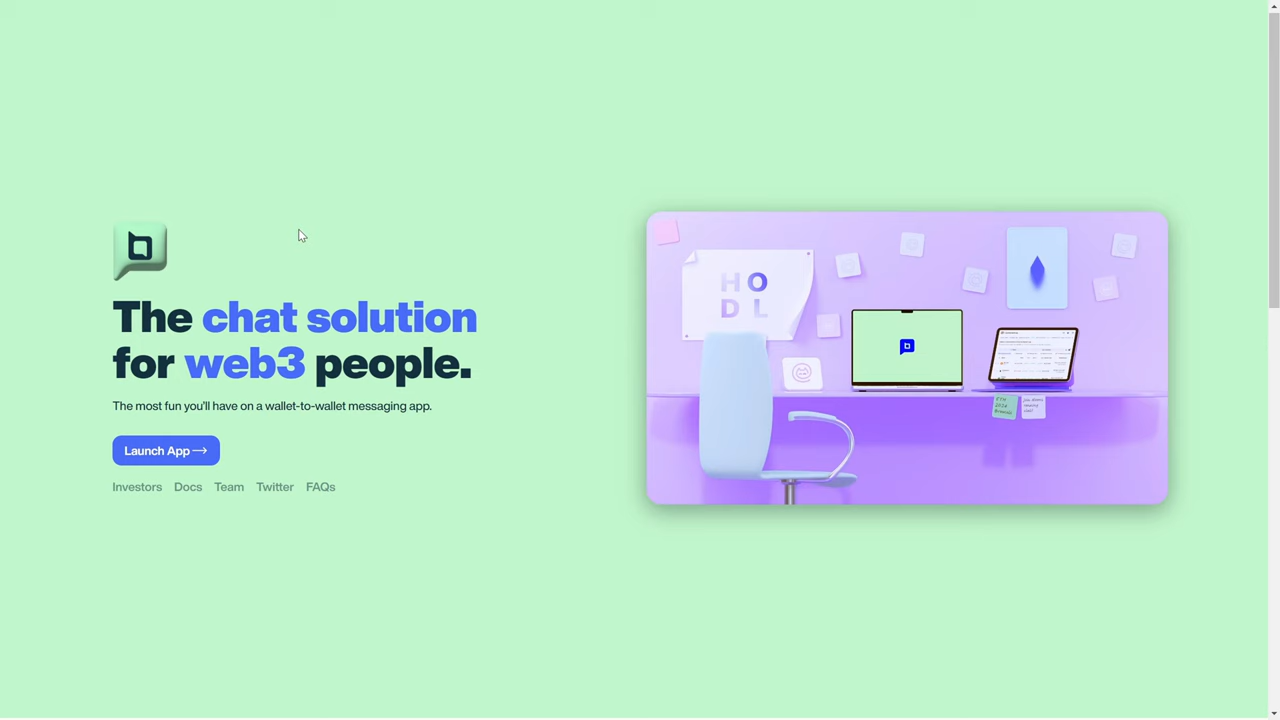 The chat solution
for web3 people.
The most fun you'll have on a wallet-to-wallet messaging app.
Launch App →
Investors Docs Team Twitter FAQs
HO
DL